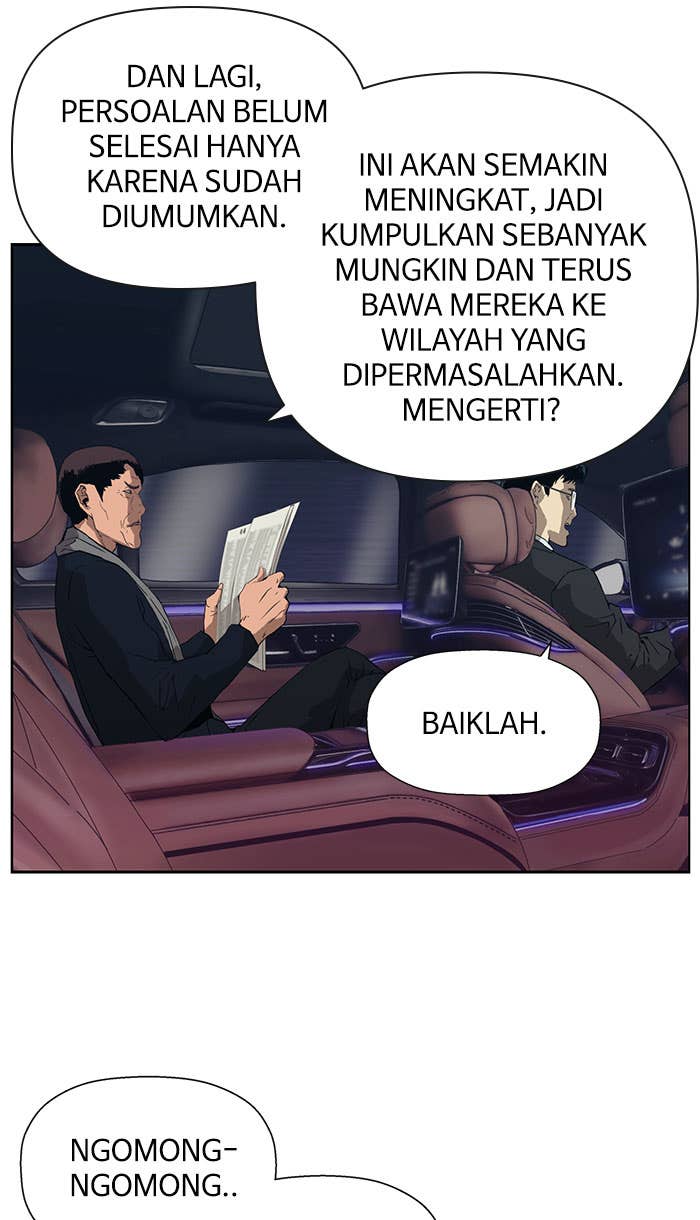 DAN LAGI,
PERSOALAN BELUM
SELESAI HANYA
KARENA SUDAH
DIUMUMKAN.
INI AKAN SEMAKIN
MENINGKAT, JADI
KUMPULKAN SEBANYAK
MUNGKIN DAN TERUS
BAWA MEREKA KE
WILAYAH YANG
DIPERMASALAHKAN.
MENGERTI?
BAIKLAH.
NGOMONG-
NGOMONG..